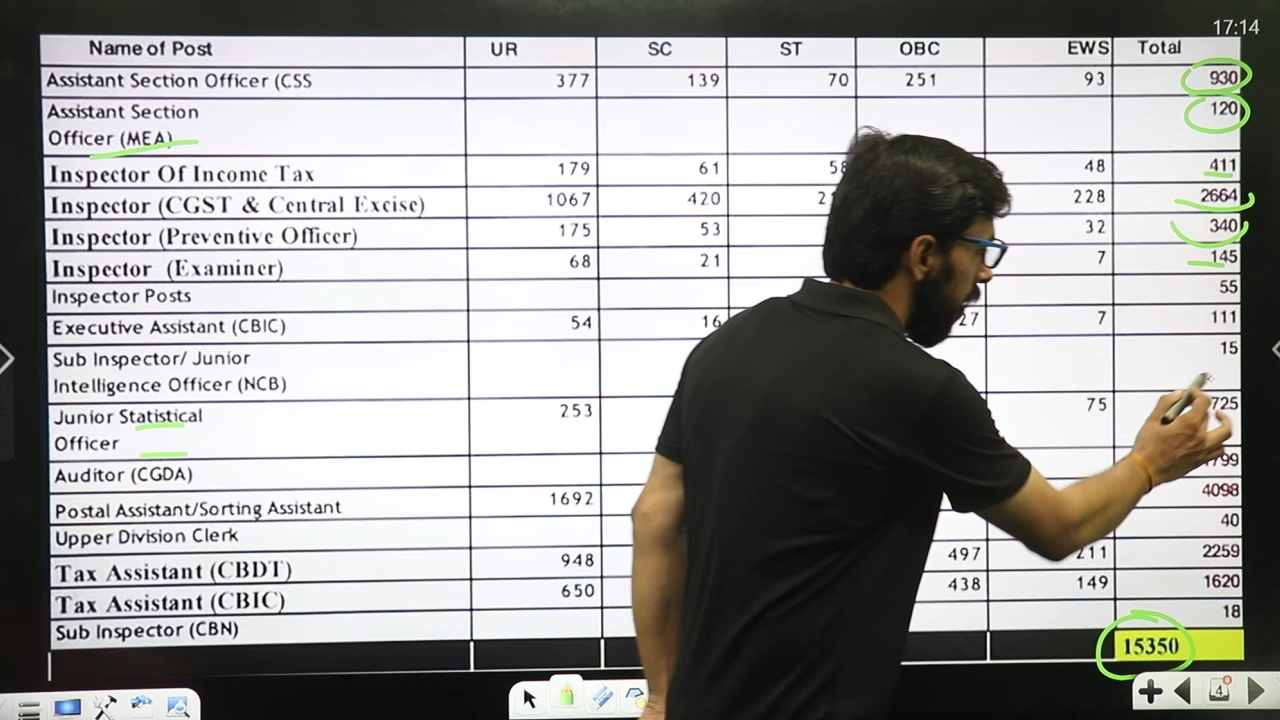 17:14
Name of Post UR SC ST OBC EWS Total
Assistant Section Officer (CSS 377 139 70 251 93 930
Assistant Section 120
Officer (MEA)
Inspector Of Income Tax 179 61 48 411
Inspector (CGST & Central Excise) 1067 420 228 2664
Inspector (Preventive Officer) 175 53 32 340
Inspector (Examiner) 68 21 7 145
Inspector Posts 55
Executive Assistant (CBIC) 54 16 7 111
Sub Inspector/ Junior 15
Intelligence Officer (NCB)
Junior Statistical 253 75
Officer
Auditor (CGDA)
Postal Assistant/Sorting Assistant 1692 4098
Upper Division Clerk 40
Tax Assistant (CBDT) 948 497 211 2259
Tax Assistant (CBIC) 650 438 149 1620
Sub Inspector (CBN) 18
15350
4